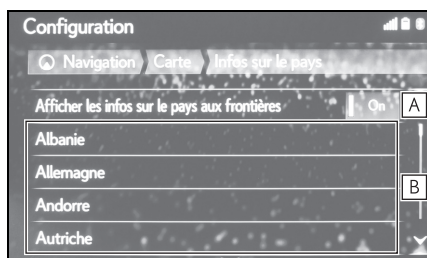 Configuration
Navigation Carte Infos sur le pays
Afficher les infos sur le pays aux frontières On A
Albanie
Allemagne
Andorre B
Autriche